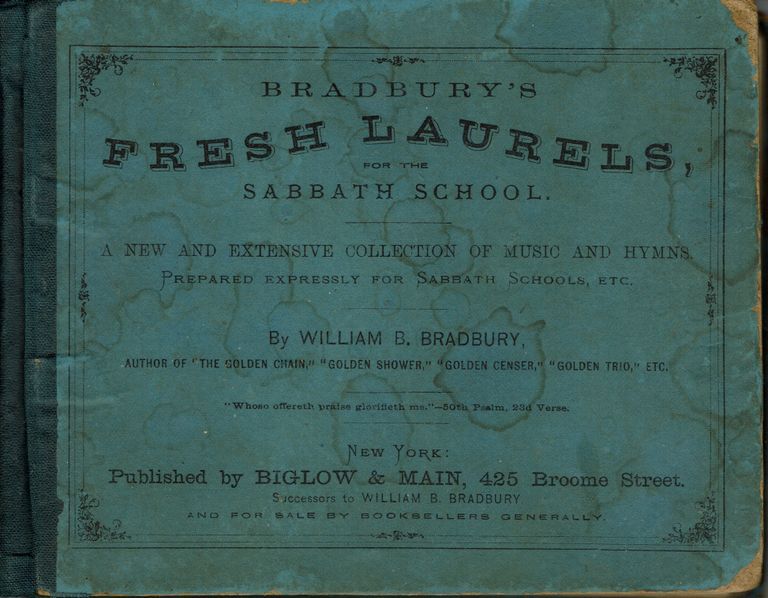 BRADBURY'S
FRESH LAURELS,
FOR THE
SABBATH SCHOOL.
A NEW AND EXTENSIVE COLLECTION OF MUSIC AND HYMNS.
PREPARED EXPRESSLY FOR SABBATH SCHOOLS, ETC.
By WILLIAM B. BRADBURY,
AUTHOR OF "THE GOLDEN CHAIN," "GOLDEN SHOWER," "GOLDEN CENSER," "GOLDEN TRIO," ETC.
"Whoso offereth praise glorifieth me."—50th Psalm, 23d Verse.
NEW YORK:
Published by BIGLOW & MAIN, 425 Broome Street.
Successors to WILLIAM B. BRADBURY
AND FOR SALE BY BOOKSELLERS GENERALLY.